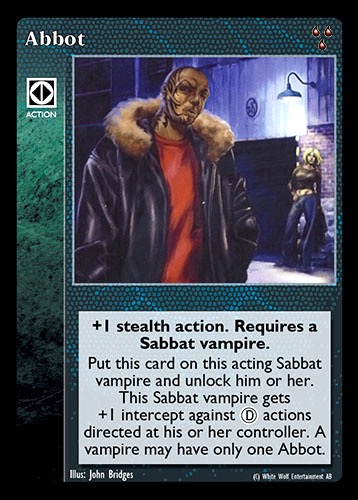 Abbot
ACTION
+1 stealth action. Requires a
Sabbat vampire.
Put this card on this acting Sabbat
vampire and unlock him or her.
This Sabbat vampire gets
+1 intercept against Ⓓ actions
directed at his or her controller. A
vampire may have only one Abbot.
Illus: John Bridges
(C) White Wolf Entertainment AB